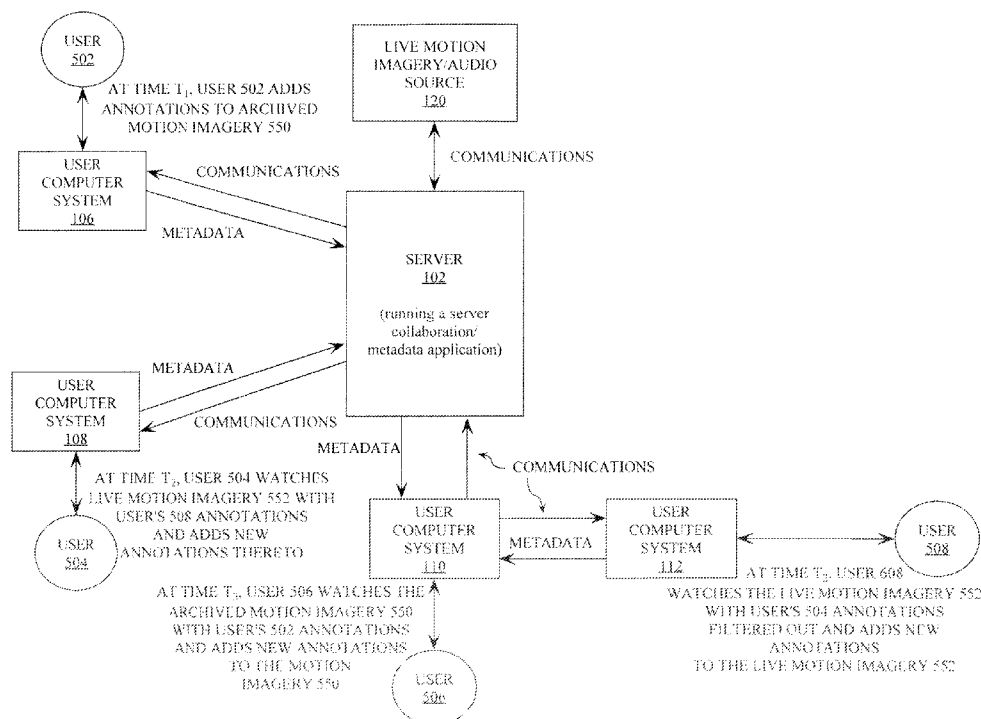 USER
502
AT TIME T1, USER 502 ADDS
ANNOTATIONS TO ARCHIVED
MOTION IMAGERY 550
USER
COMPUTER
SYSTEM
106
COMMUNICATIONS
METADATA
LIVE MOTION
IMAGERY/AUDIO
SOURCE
120
COMMUNICATIONS
SERVER
102
(running a server
collaboration/
metadata application)
METADATA
COMMUNICATIONS
USER
COMPUTER
SYSTEM
108
AT TIME T2, USER 504 WATCHES
LIVE MOTION IMAGERY 552 WITH
USER'S 508 ANNOTATIONS
AND ADDS NEW
ANNOTATIONS THERETO
USER
504
METADATA
COMMUNICATIONS
USER
COMPUTER
SYSTEM
110
METADATA
USER
COMPUTER
SYSTEM
112
USER
508
AT TIME USER 506 WATCHES THE
ARCHIVED MOTION IMAGERY 550
WITH USER'S 502 ANNOTATIONS
AND ADDS NEW ANNOTATIONS
TO THE MOTION
IMAGERY 550
USER
506
AT TIME T2, USER 608
WATCHES THE LIVE MOTION IMAGERY 552
WITH USER'S 504 ANNOTATIONS
FILTERED OUT AND ADDS NEW
ANNOTATIONS
TO THE LIVE MOTION IMAGERY 552